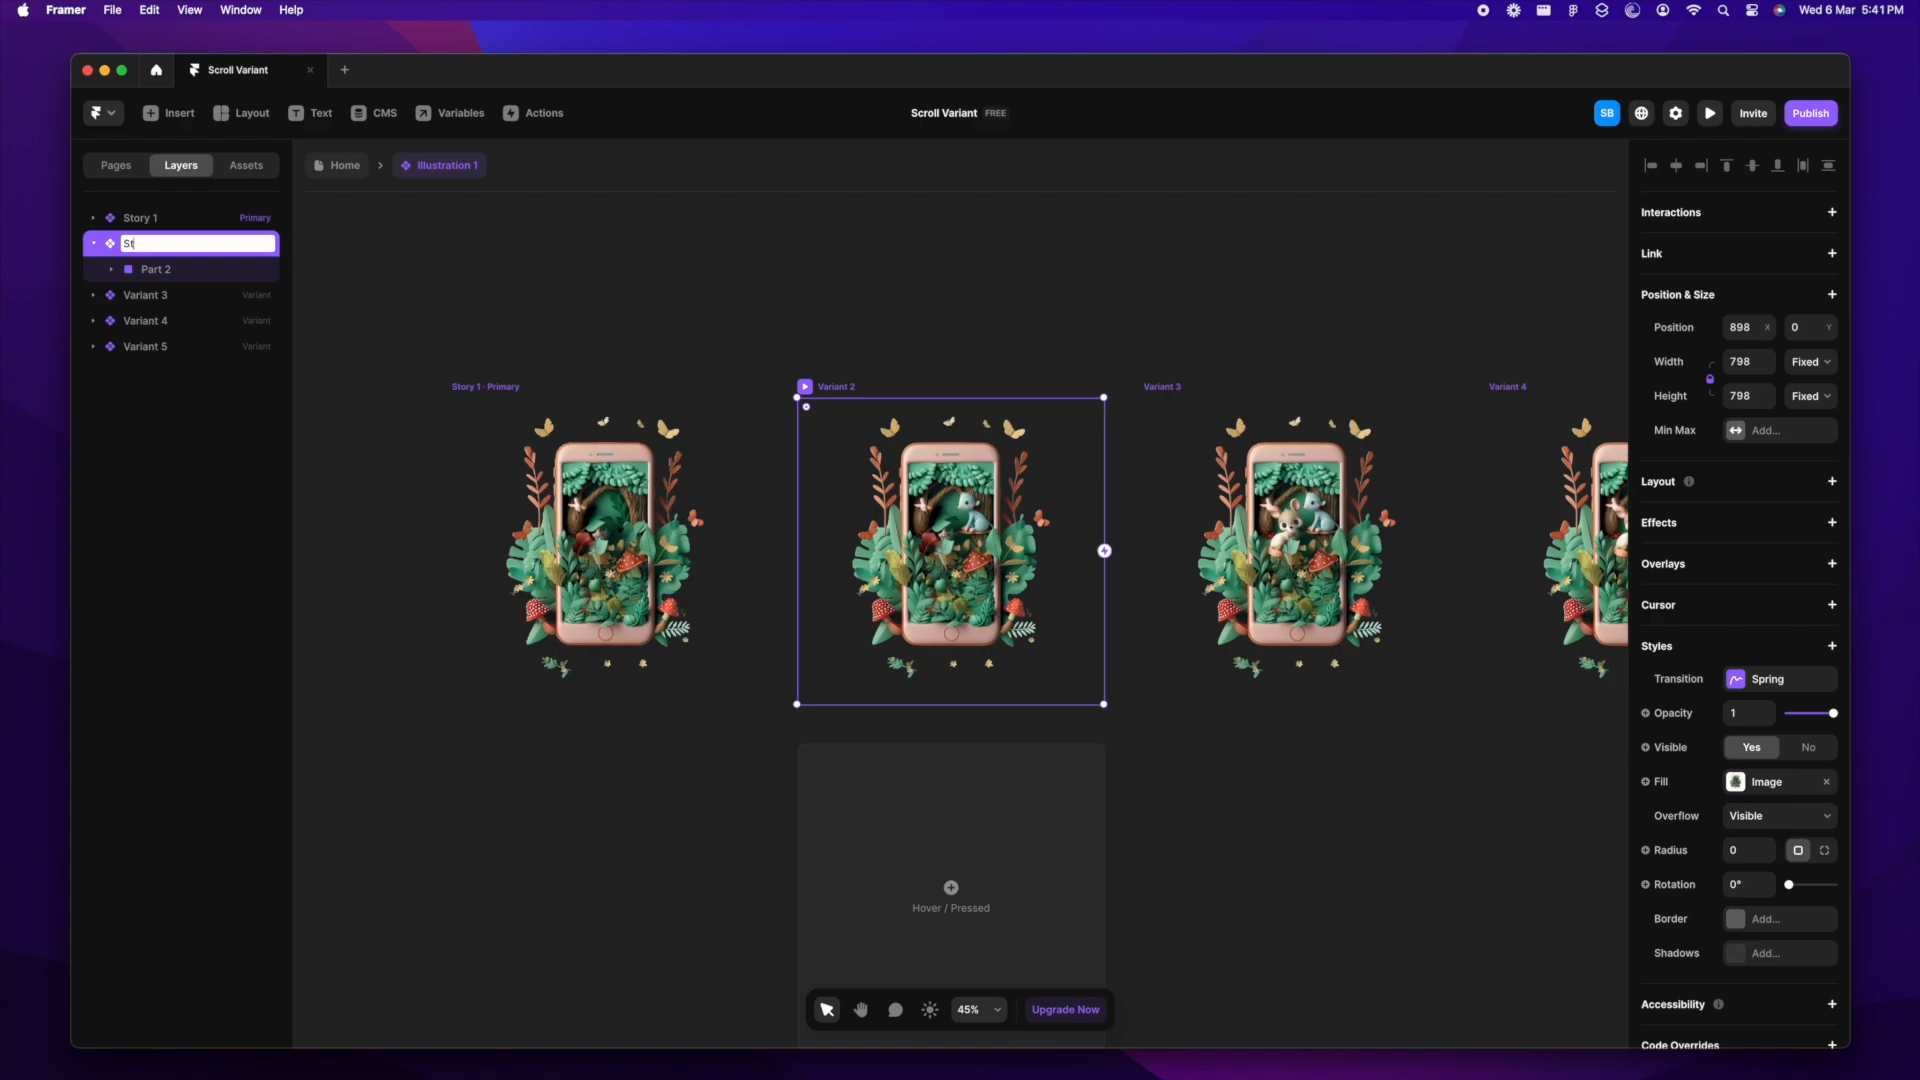 Framer File Edit View Window Help
Wed 6 Mar 5:41 PM
Scroll Variant
Insert Layout Text CMS Variables Actions
Scroll Variant FREE
SB Invite Publish
Pages Layers Assets
Home Illustration 1
Story 1 Primary
St
Part 2
Variant 3 Variant
Variant 4 Variant
Variant 5 Variant
Story 1 · Primary
Variant 2
Variant 3
Variant 4
Hover / Pressed
45% Upgrade Now
Interactions
Link
Position & Size
Position 898 X 0 Y
Width 798 Fixed
Height 798 Fixed
Min Max Add...
Layout
Effects
Overlays
Cursor
Styles
Transition Spring
Opacity 1
Visible Yes No
Fill Image
Overflow Visible
Radius 0
Rotation 0°
Border Add...
Shadows Add...
Accessibility
Code Overrides